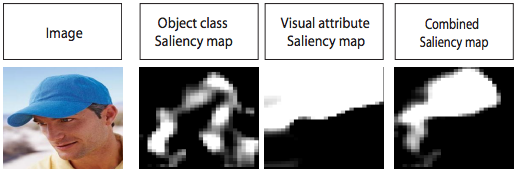 Image
Object class
Saliency map
Visual attribute
Saliency map
Combined
Saliency map